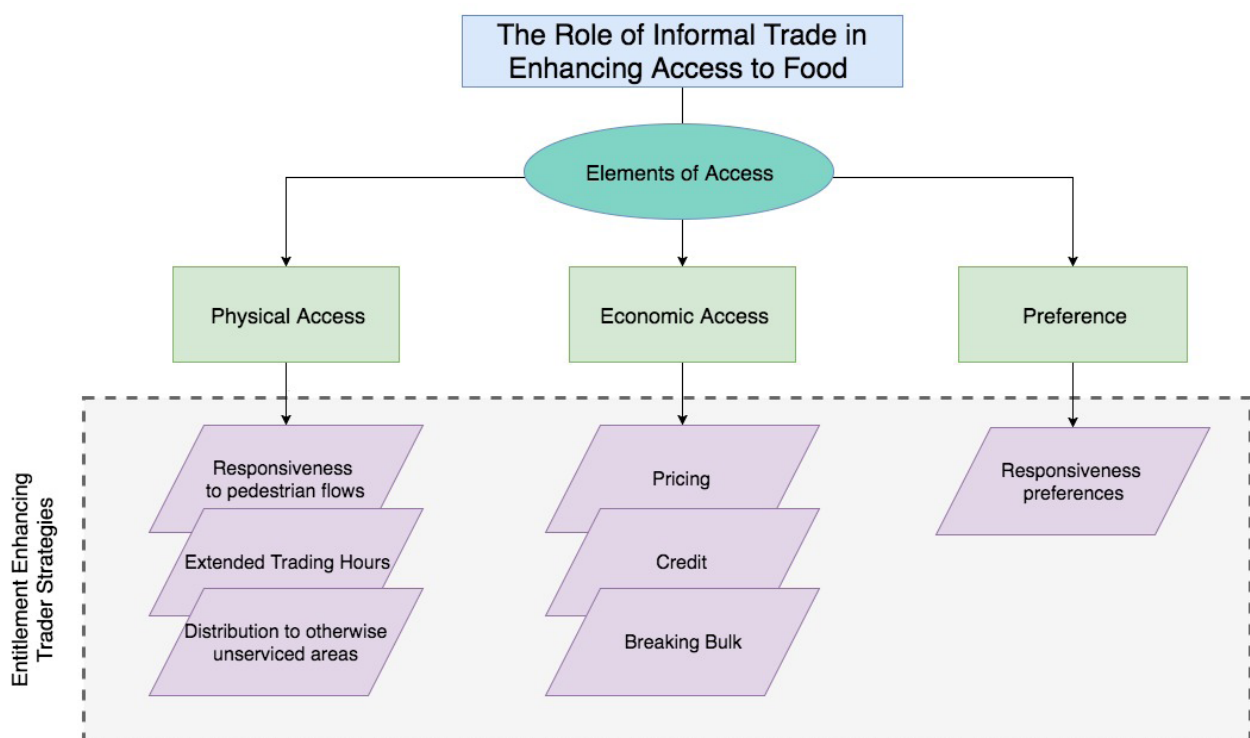 The Role of Informal Trade in
Enhancing Access to Food
Elements of Access
Physical Access
Economic Access
Preference
Entitlement Enhancing
Trader Strategies
Responsiveness
to pedestrian flows
Extended Trading Hours
Distribution to otherwise
unserviced areas
Pricing
Credit
Breaking Bulk
Responsiveness
preferences